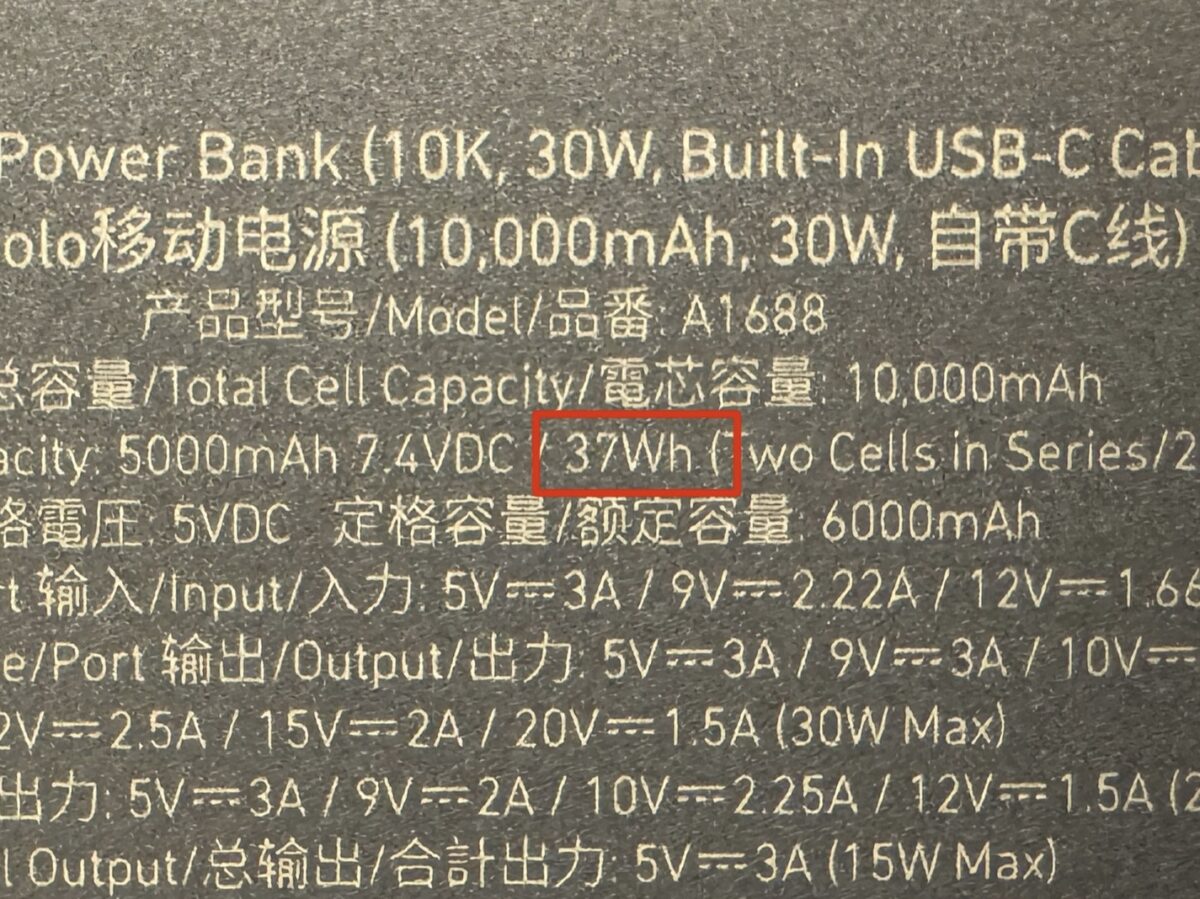 Power Bank (10K, 30W, Built-In USB-C Cab
olo移动电源 (10,000mAh, 30W, 自带C线)
产品型号/Model/品番: A1688
总容量/Total Cell Capacity/電芯容量: 10,000mAh
acity: 5000mAh 7.4VDC / 37Wh (Two Cells in Series/2
格電圧: 5VDC 定格容量/额定容量: 6000mAh
rt 输入/Input/入力: 5V⎓3A / 9V⎓2.22A / 12V⎓1.66
e/Port 输出/Output/出力: 5V⎓3A / 9V⎓3A / 10V⎓
2V⎓2.5A / 15V⎓2A / 20V⎓1.5A (30W Max)
出力: 5V⎓3A / 9V⎓2A / 10V⎓2.25A / 12V⎓1.5A (2
l Output/总输出/合計出力: 5V⎓3A (15W Max)